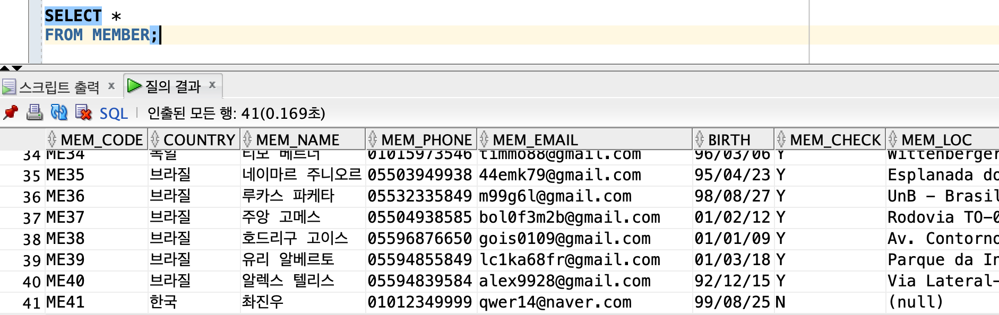 SELECT *
FROM MEMBER;
스크립트 출력 x 질의 결과 x
SQL 인출된 모든 행: 41(0.169초)
MEM_CODE COUNTRY MEM_NAME MEM_PHONE MEM_EMAIL BIRTH MEM_CHECK MEM_LOC
34 ME34 독일 티모 베르너 01015973546 timmo88@gmail.com 96/03/06 Y Wittenberger
35 ME35 브라질 네이마르 주니오르 05503949938 44emk79@gmail.com 95/04/23 Y Esplanada do
36 ME36 브라질 루카스 파케타 05532335849 m99g6l@gmail.com 98/08/27 Y UnB - Brasil
37 ME37 브라질 주앙 고메스 05504938585 bol0f3m2b@gmail.com 01/02/12 Y Rodovia TO-0
38 ME38 브라질 호드리구 고이스 05596876650 gois0109@gmail.com 01/01/09 Y Av. Contorno
39 ME39 브라질 유리 알베르토 05594855849 lc1ka68fr@gmail.com 01/03/18 Y Parque da In
40 ME40 브라질 알렉스 텔리스 05594839584 alex9928@gmail.com 92/12/15 Y Via Lateral-
41 ME41 한국 최진우 01012349999 qwer14@naver.com 99/08/25 N (null)